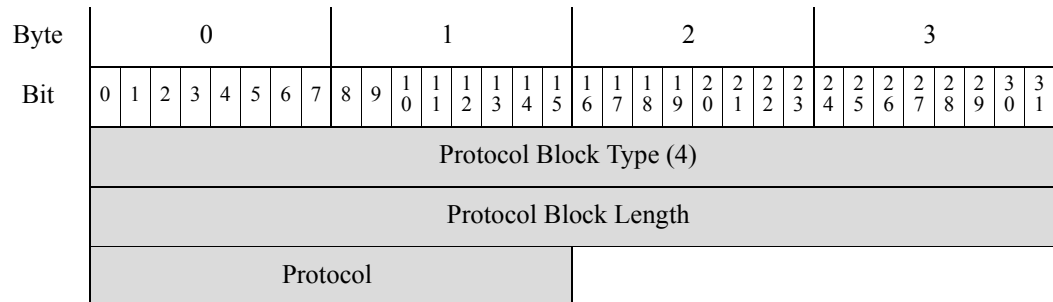 Byte 0 1 2 3
Bit 0 1 2 3 4 5 6 7 8 9 10 11 12 13 14 15 16 17 18 19 20 21 22 23 24 25 26 27 28 29 30 31
Protocol Block Type (4)
Protocol Block Length
Protocol